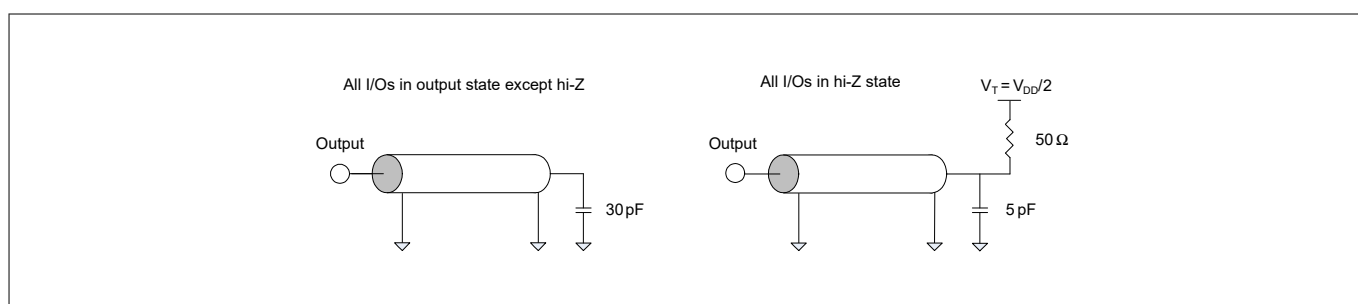 All I/Os in output state except hi-Z
Output
30 pF
All I/Os in hi-Z state
V_T = V_DD/2
50 Ω
Output
5 pF